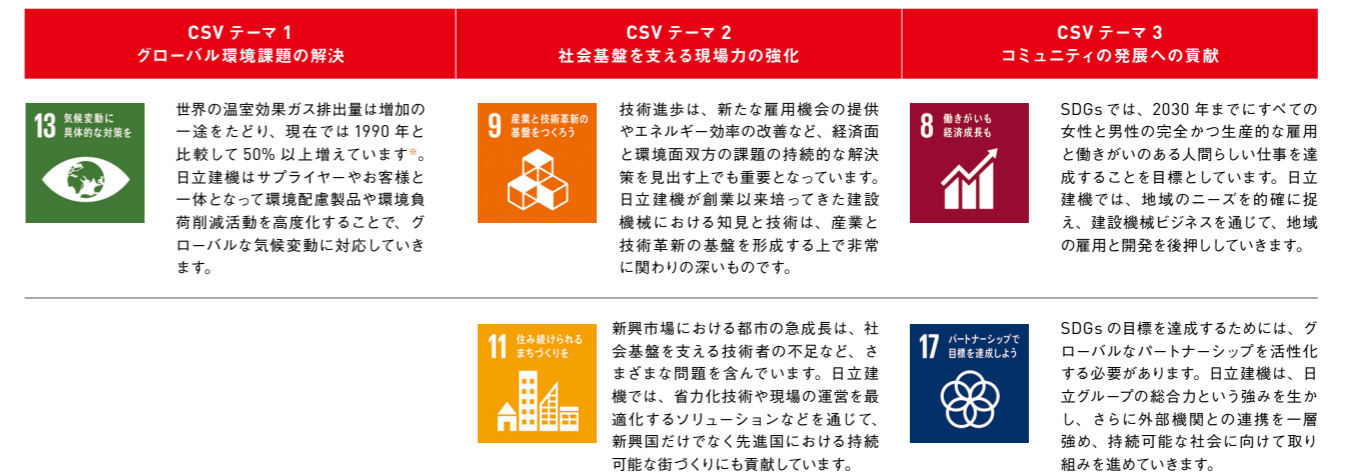 CSV テーマ 1
グローバル環境課題の解決
CSV テーマ 2
社会基盤を支える現場力の強化
CSV テーマ 3
コミュニティの発展への貢献
13 気候変動に
具体的な対策を
世界の温室効果ガス排出量は増加の
一途をたどり、現在では 1990 年と
比較して 50% 以上増えています※。
日立建機はサプライヤーやお客様と
一体となって環境配慮製品や環境負
荷削減活動を高度化することで、グ
ローバルな気候変動に対応していき
ます。
9 産業と技術革新の
基盤をつくろう
技術進歩は、新たな雇用機会の提供
やエネルギー効率の改善など、経済面
と環境面双方の課題の持続的な解決
策を見出す上でも重要となっています。
日立建機が創業以来培ってきた建設
機械における知見と技術は、産業と
技術革新の基盤を形成する上で非常
に関わりの深いものです。
8 働きがいも
経済成長も
SDGs では、2030 年までにすべての
女性と男性の完全かつ生産的な雇用
と働きがいのある人間らしい仕事を達
成することを目標としています。日立
建機では、地域のニーズを的確に捉
え、建設機械ビジネスを通じて、地域
の雇用と開発を後押ししていきます。
11 住み続けられる
まちづくりを
新興市場における都市の急成長は、社
会基盤を支える技術者の不足など、さ
まざまな問題を含んでいます。日立建
機では、省力化技術や現場の運営を最
適化するソリューションなどを通じて、
新興国だけでなく先進国における持続
可能な街づくりにも貢献しています。
17 パートナーシップで
目標を達成しよう
SDGs の目標を達成するためには、グ
ローバルなパートナーシップを活性化
する必要があります。日立建機は、日
立グループの総合力という強みを生か
し、さらに外部機関との連携を一層
強め、持続可能な社会に向けて取り
組みを進めていきます。